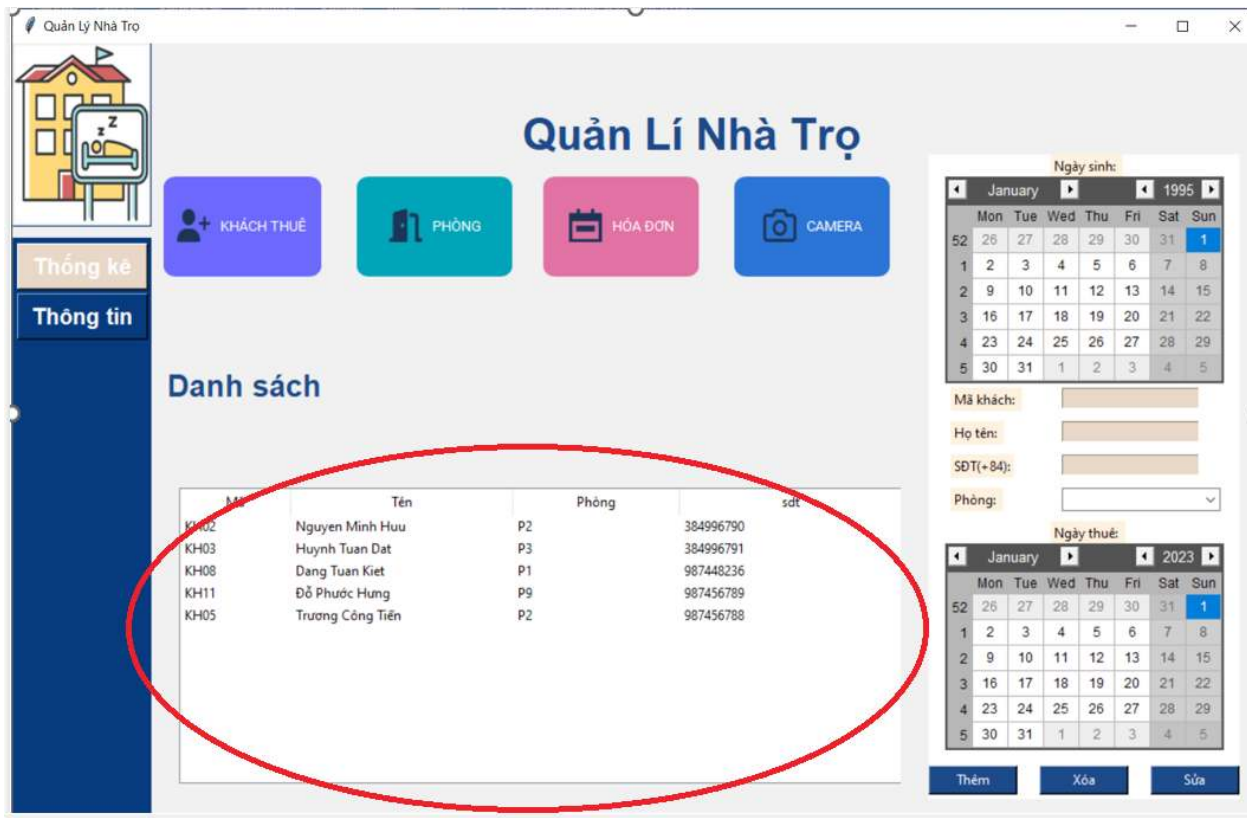 Quản Lý Nhà Trọ
z Z z
Quản Lí Nhà Trọ
KHÁCH THUÊ PHÒNG HÓA ĐƠN CAMERA
Thống kê
Thông tin
Danh sách
Mã Tên Phòng sdt
KH02 Nguyen Minh Huu P2 384996790
KH03 Huynh Tuan Dat P3 384996791
KH08 Dang Tuan Kiet P1 987448236
KH11 Đỗ Phước Hưng P9 987456789
KH05 Trương Công Tiến P2 987456788
Ngày sinh:
January 1995
Mon Tue Wed Thu Fri Sat Sun
52 26 27 28 29 30 31 1
1 2 3 4 5 6 7 8
2 9 10 11 12 13 14 15
3 16 17 18 19 20 21 22
4 23 24 25 26 27 28 29
5 30 31 1 2 3 4 5
Mã khách:
Họ tên:
SĐT(+84):
Phòng:
Ngày thuê:
January 2023
Mon Tue Wed Thu Fri Sat Sun
52 26 27 28 29 30 31 1
1 2 3 4 5 6 7 8
2 9 10 11 12 13 14 15
3 16 17 18 19 20 21 22
4 23 24 25 26 27 28 29
5 30 31 1 2 3 4 5
Thêm Xóa Sửa